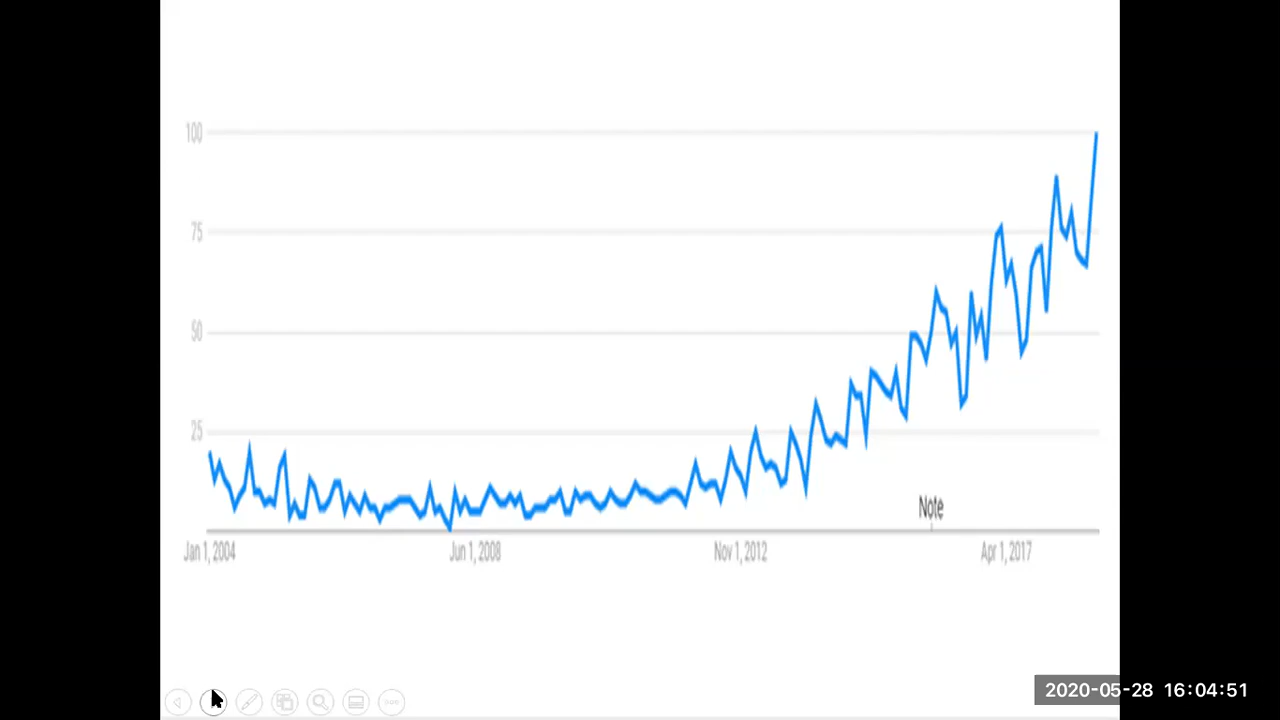 100
75
50
25
Note
Jan 1, 2004
Jun 1, 2008
Nov 1, 2012
Apr 1, 2017
2020-05-28 16:04:51